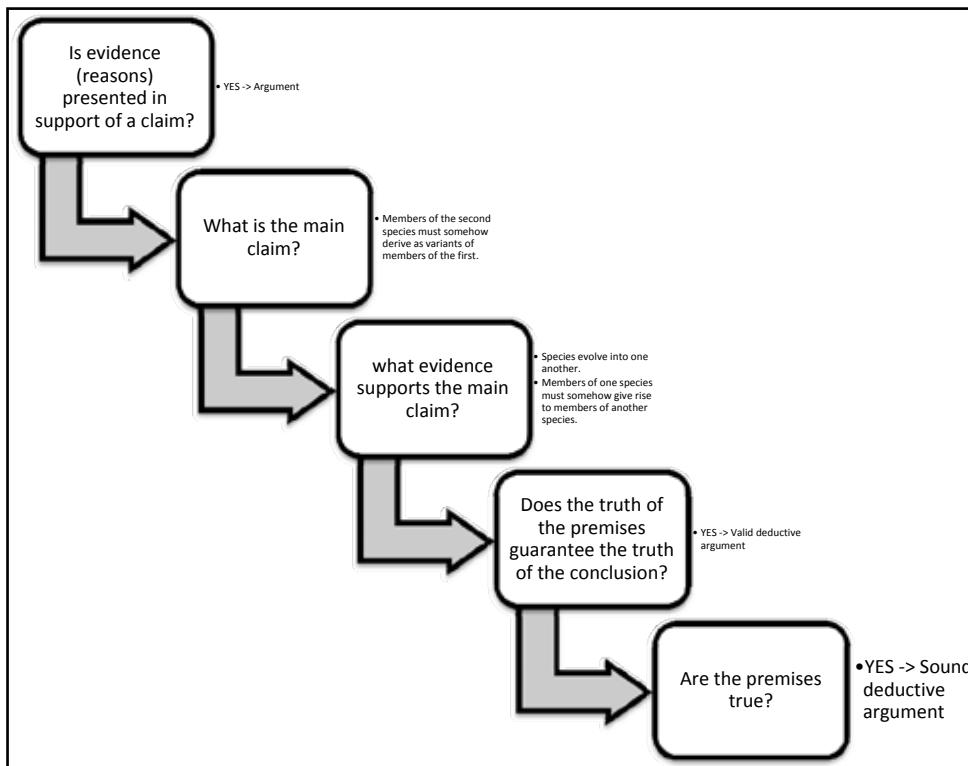 Is evidence
(reasons)
presented in
support of a claim?
• YES -> Argument
What is the main
claim?
• Members of the second
species must somehow
derive as variants of
members of the first.
what evidence
supports the main
claim?
• Species evolve into one
another.
• Members of one species
must somehow give rise
to members of another
species.
Does the truth of
the premises
guarantee the truth
of the conclusion?
• YES -> Valid deductive
argument
Are the premises
true?
•YES -> Sound
deductive
argument